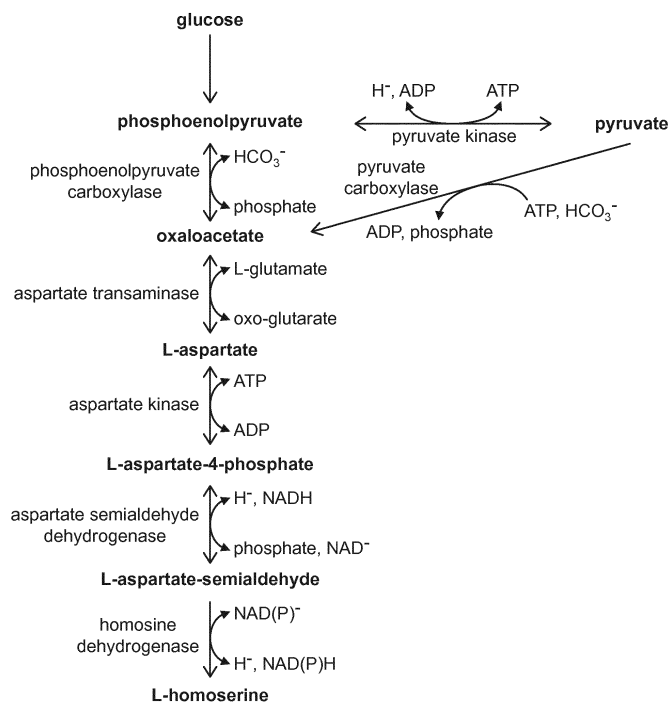 glucose
H⁻, ADP
ATP
phosphoenolpyruvate
pyruvate kinase
pyruvate
phosphoenolpyruvate
carboxylase
HCO₃⁻
phosphate
pyruvate
carboxylase
ATP, HCO₃⁻
ADP, phosphate
oxaloacetate
aspartate transaminase
L-glutamate
oxo-glutarate
L-aspartate
aspartate kinase
ATP
ADP
L-aspartate-4-phosphate
aspartate semialdehyde
dehydrogenase
H⁻, NADH
phosphate, NAD⁻
L-aspartate-semialdehyde
homosine
dehydrogenase
NAD(P)⁻
H⁻, NAD(P)H
L-homoserine